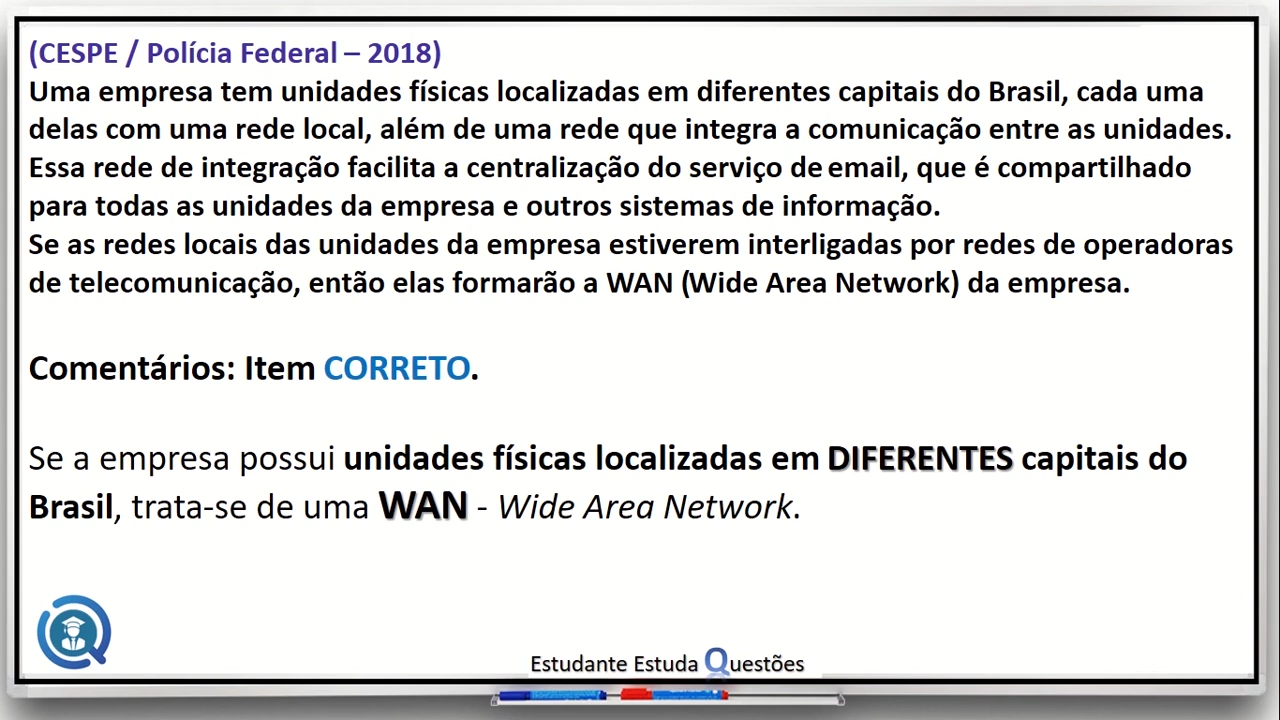 (CESPE / Polícia Federal – 2018)
Uma empresa tem unidades físicas localizadas em diferentes capitais do Brasil, cada uma
delas com uma rede local, além de uma rede que integra a comunicação entre as unidades.
Essa rede de integração facilita a centralização do serviço de email, que é compartilhado
para todas as unidades da empresa e outros sistemas de informação.
Se as redes locais das unidades da empresa estiverem interligadas por redes de operadoras
de telecomunicação, então elas formarão a WAN (Wide Area Network) da empresa.
Comentários: Item CORRETO.
Se a empresa possui unidades físicas localizadas em DIFERENTES capitais do
Brasil, trata-se de uma WAN - Wide Area Network.
Estudante Estuda Questões